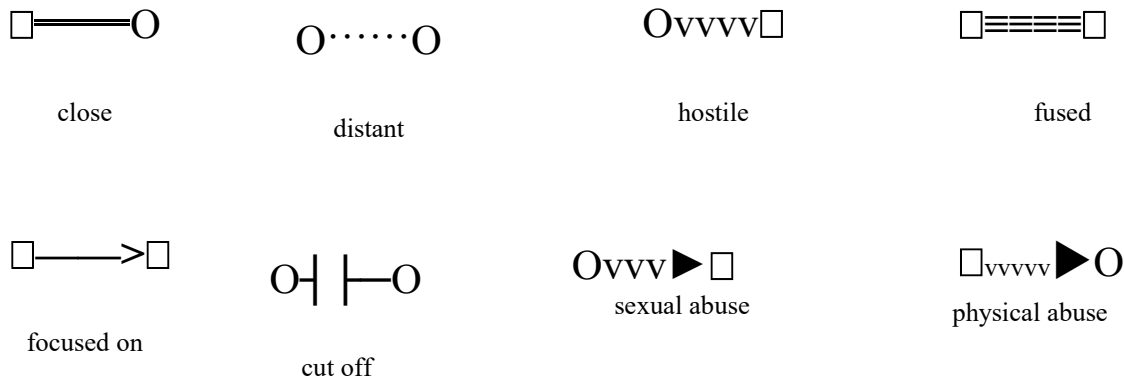 close
distant
hostile
fused
focused on
cut off
sexual abuse
physical abuse